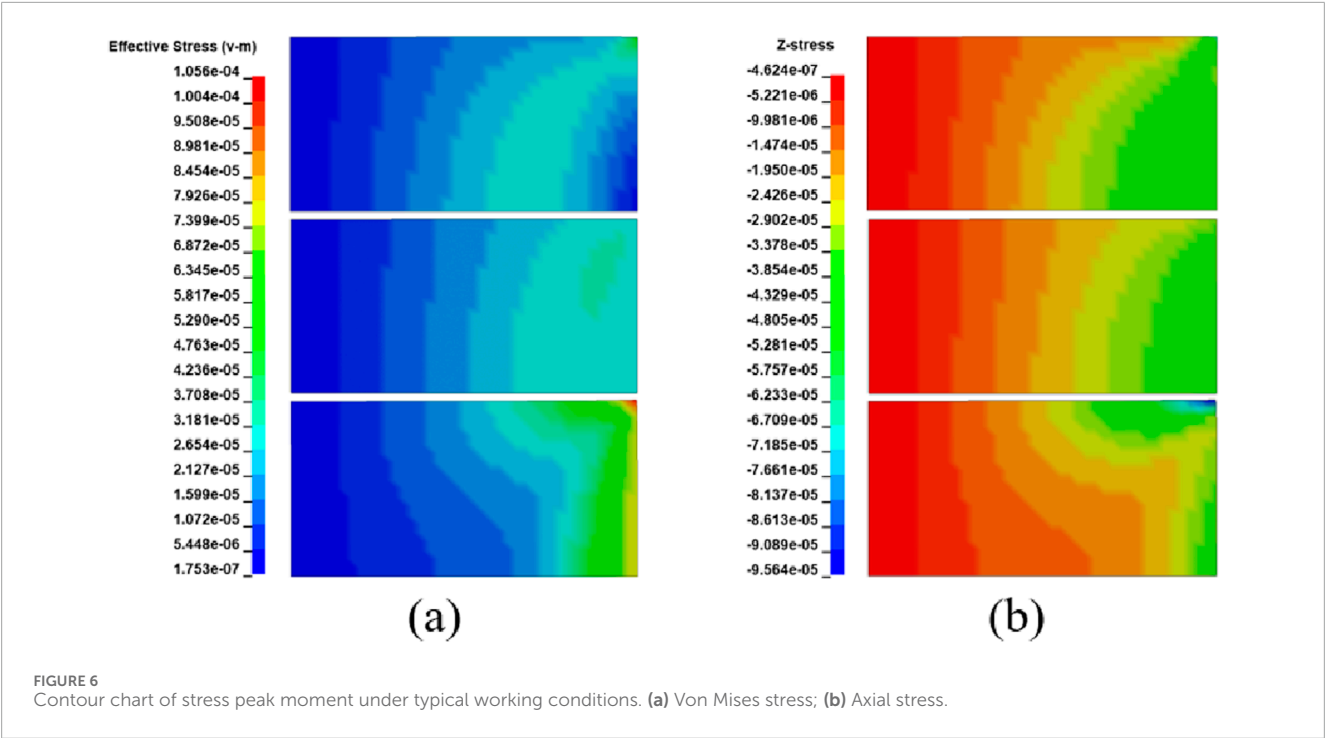 Effective Stress (v-m)
1.056e-04
1.004e-04
9.508e-05
8.981e-05
8.454e-05
7.926e-05
7.399e-05
6.872e-05
6.345e-05
5.817e-05
5.290e-05
4.763e-05
4.236e-05
3.708e-05
3.181e-05
2.654e-05
2.127e-05
1.599e-05
1.072e-05
5.448e-06
1.753e-07
(a)
Z-stress
-4.624e-07
-5.221e-06
-9.981e-06
-1.474e-05
-1.950e-05
-2.426e-05
-2.902e-05
-3.378e-05
-3.854e-05
-4.329e-05
-4.805e-05
-5.281e-05
-5.757e-05
-6.233e-05
-6.709e-05
-7.185e-05
-7.661e-05
-8.137e-05
-8.613e-05
-9.089e-05
-9.564e-05
(b)
FIGURE 6
Contour chart of stress peak moment under typical working conditions. (a) Von Mises stress; (b) Axial stress.